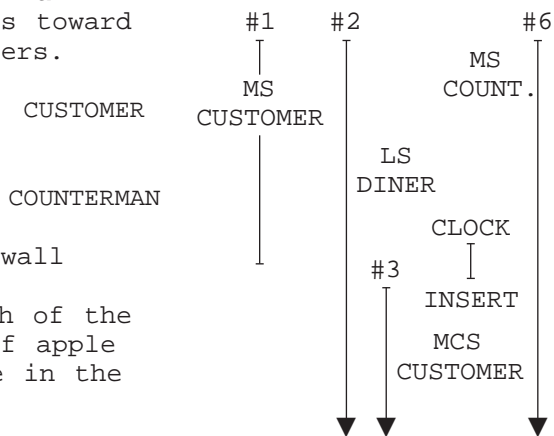 s toward
ers.
CUSTOMER
COUNTERMAN
wall
h of the
f apple
e in the
#1 #2 #6
MS
CUSTOMER
MS
COUNT.
LS
DINER
CLOCK
#3
INSERT
MCS
CUSTOMER